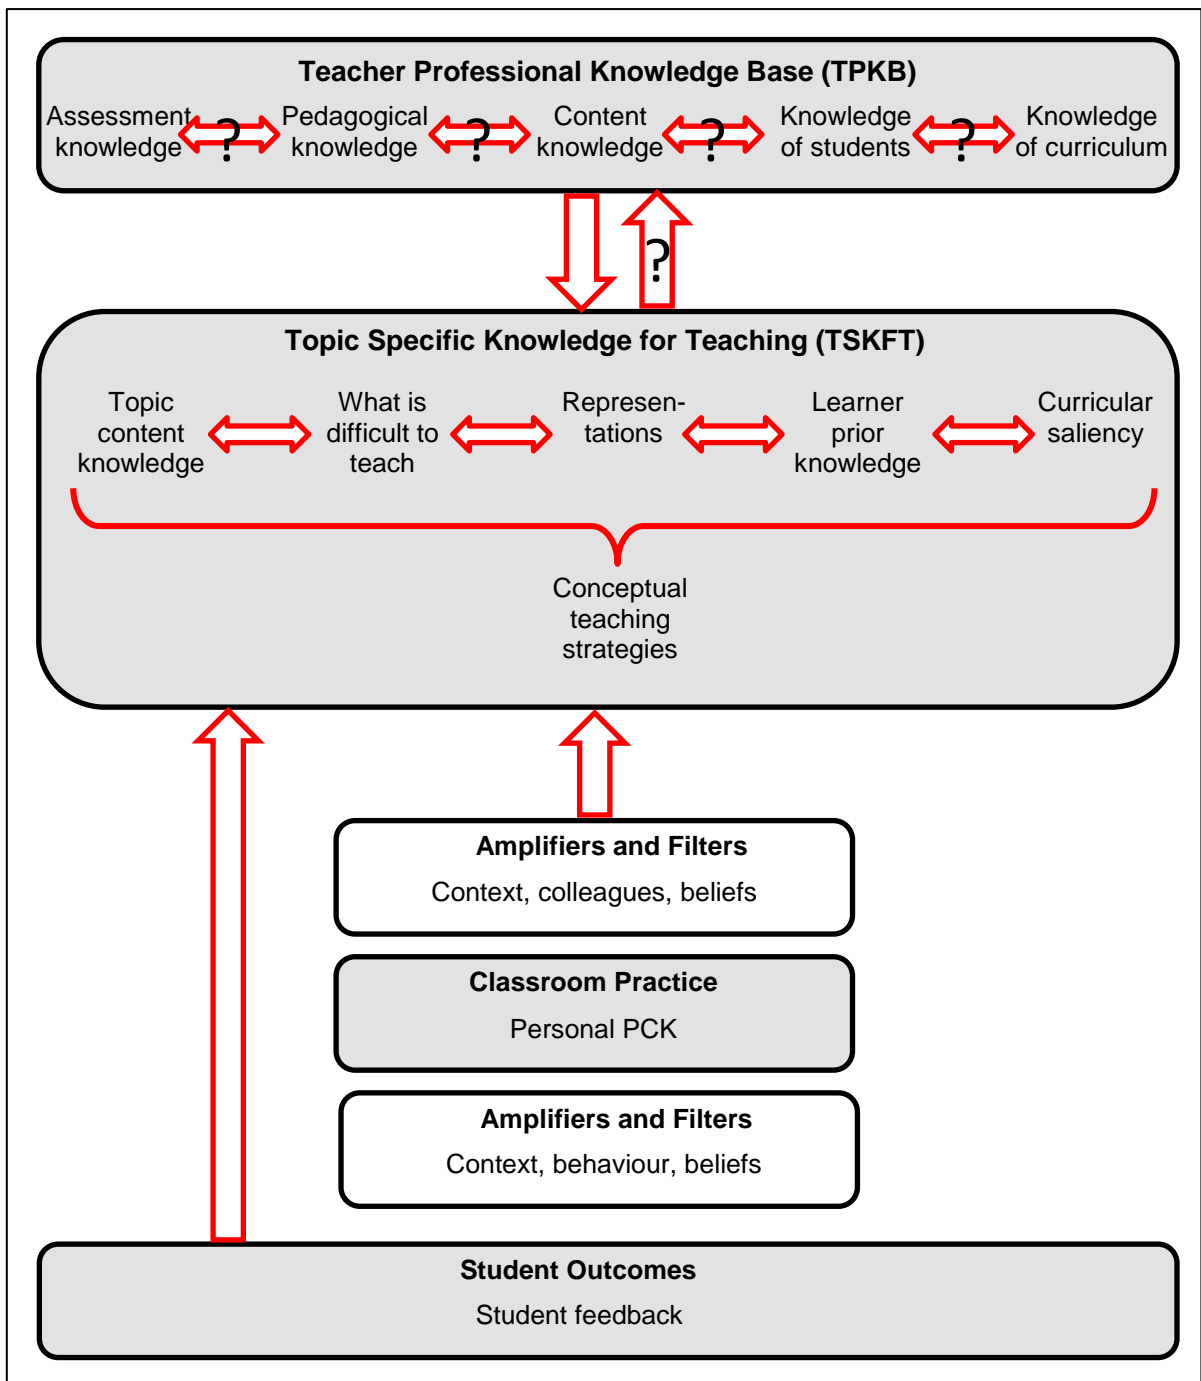 Teacher Professional Knowledge Base (TPKB)
Assessment knowledge
?
Pedagogical knowledge
?
Content knowledge
?
Knowledge of students
?
Knowledge of curriculum
?
Topic Specific Knowledge for Teaching (TSKFT)
Topic content knowledge
What is difficult to teach
Represen-tations
Learner prior knowledge
Curricular saliency
Conceptual teaching strategies
Amplifiers and Filters
Context, colleagues, beliefs
Classroom Practice
Personal PCK
Amplifiers and Filters
Context, behaviour, beliefs
Student Outcomes
Student feedback